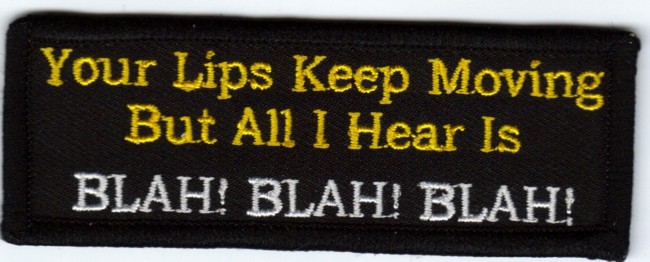 Your Lips Keep Moving
But All I Hear Is
BLAH! BLAH! BLAH!